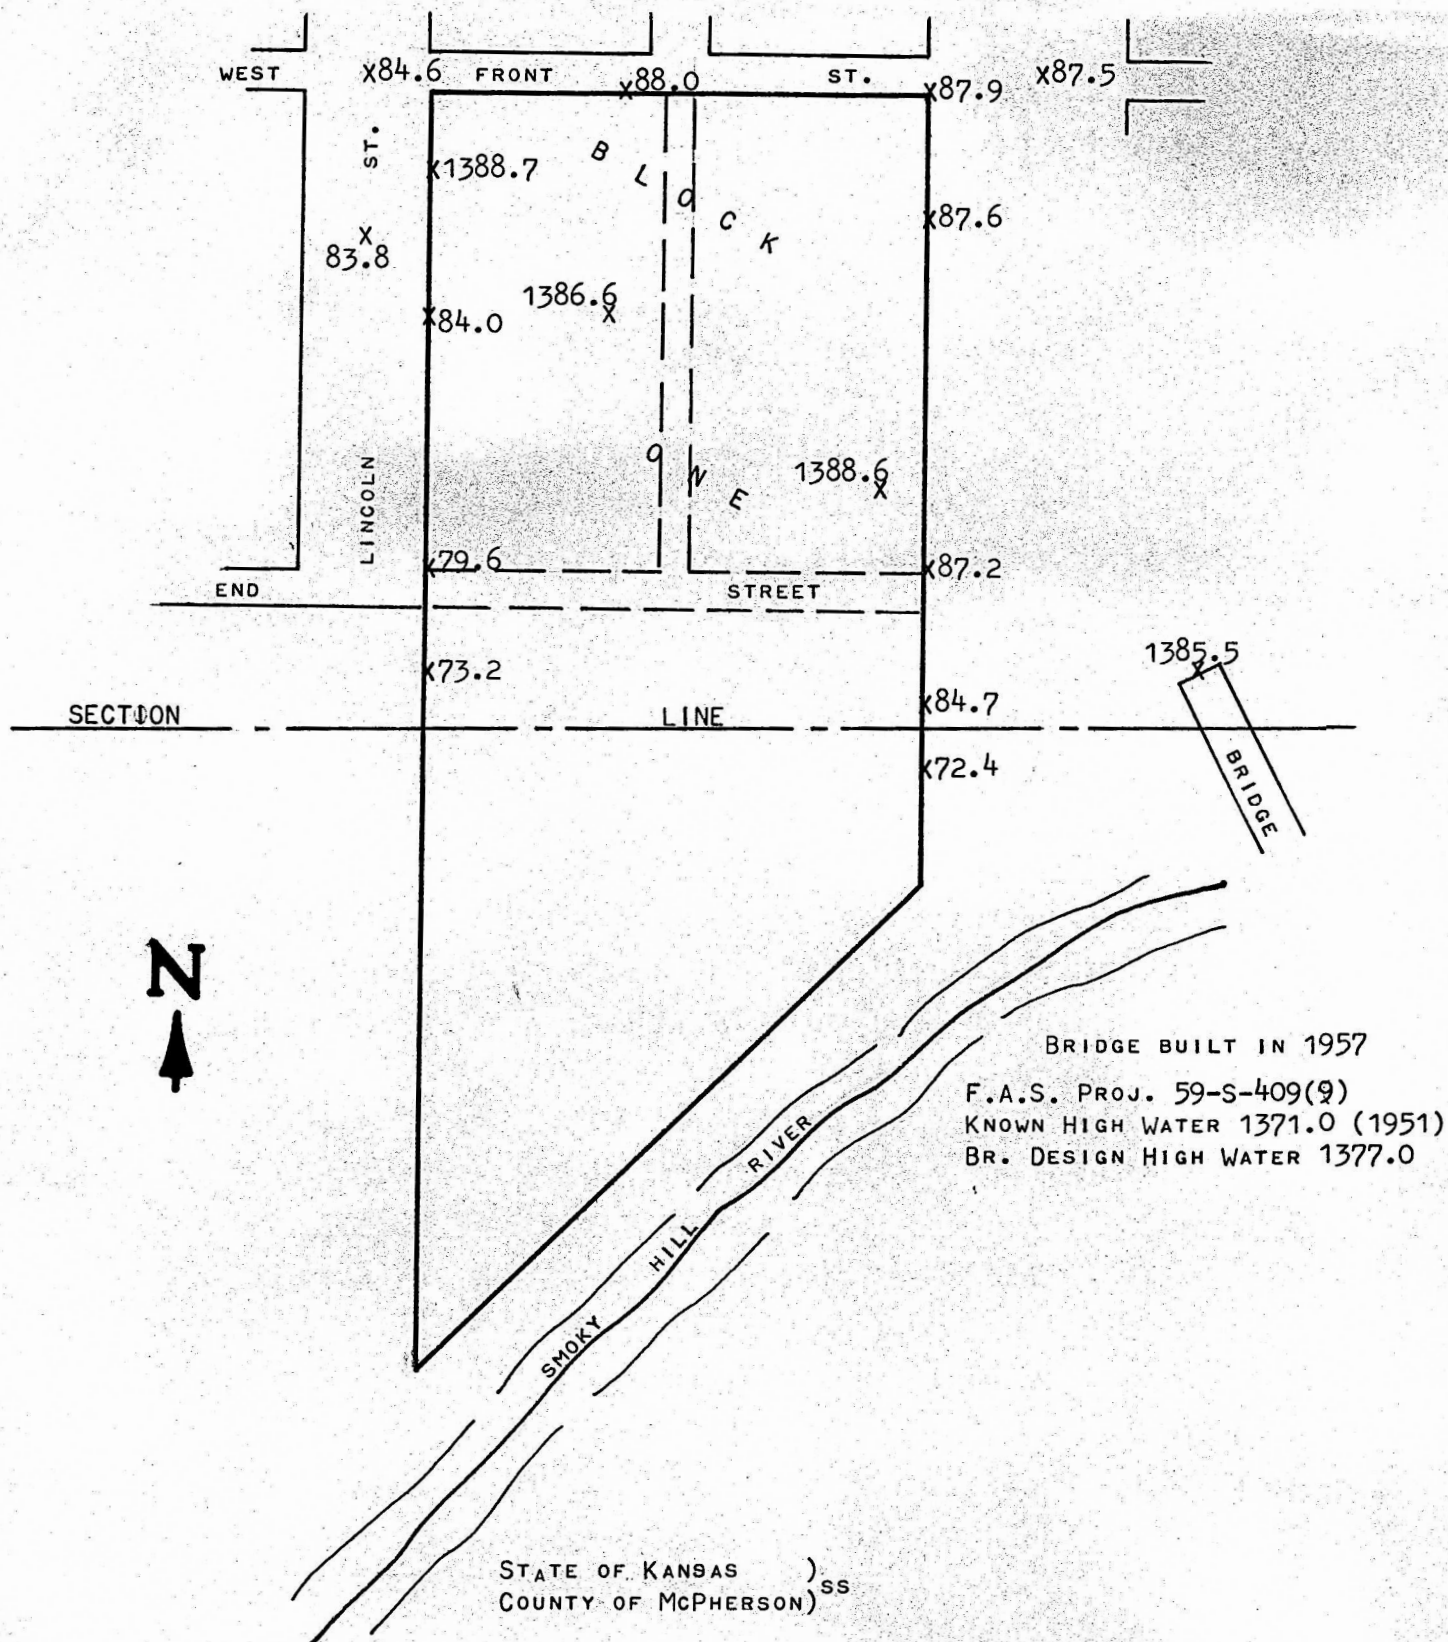 WEST X84.6 FRONT X88.0 ST. X87.9 X87.5
ST.
X1388.7
BLOCK
X87.6
X
83.8
1386.6
X
X84.0
ONE
1388.6
X
LINCOLN
X79.6
X87.2
END STREET
1385.5
X
X73.2
X84.7
SECTION LINE
X72.4
BRIDGE
N
BRIDGE BUILT IN 1957
F.A.S. PROJ. 59-S-409(9)
KNOWN HIGH WATER 1371.0 (1951)
BR. DESIGN HIGH WATER 1377.0
SMOKY HILL RIVER
STATE OF KANSAS )
COUNTY OF MCPHERSON) SS